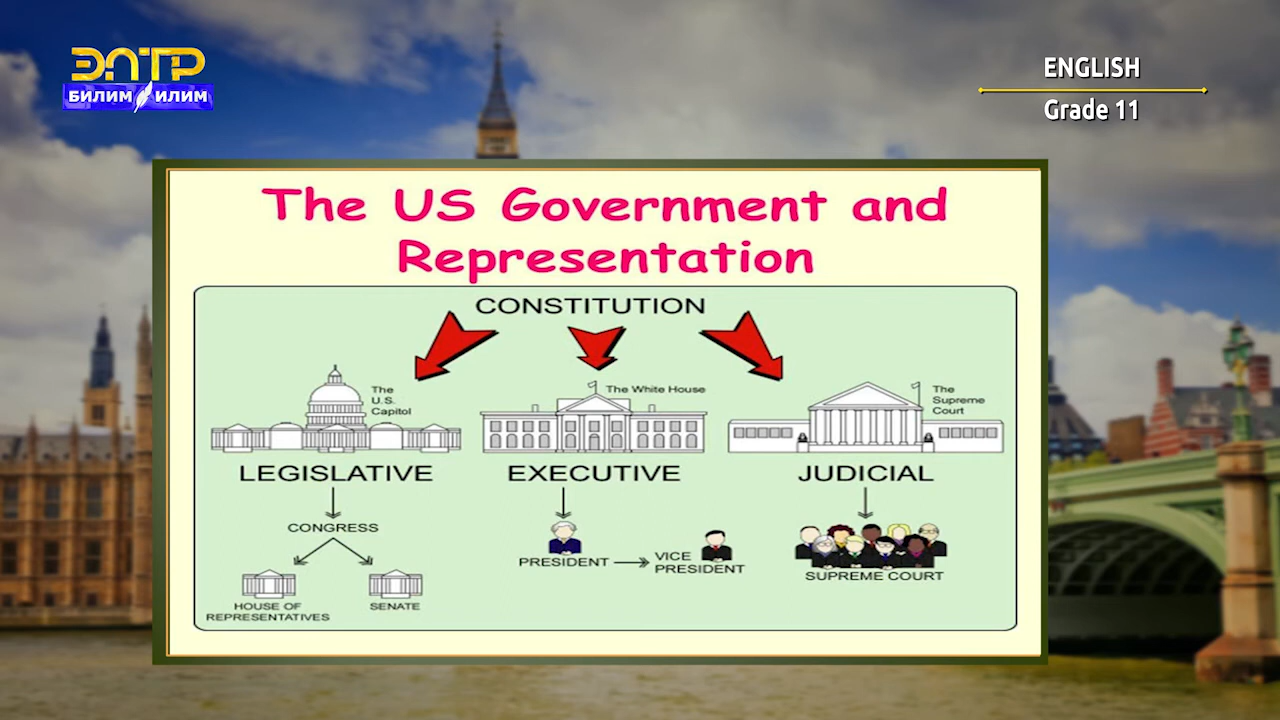 ЭЛТР
БИЛИМ ИЛИМ
ENGLISH
Grade 11
The US Government and
Representation
CONSTITUTION
The
U.S.
Capitol
The White House
The
Supreme
Court
LEGISLATIVE
EXECUTIVE
JUDICIAL
CONGRESS
PRESIDENT
VICE
PRESIDENT
SUPREME COURT
HOUSE OF
REPRESENTATIVES
SENATE